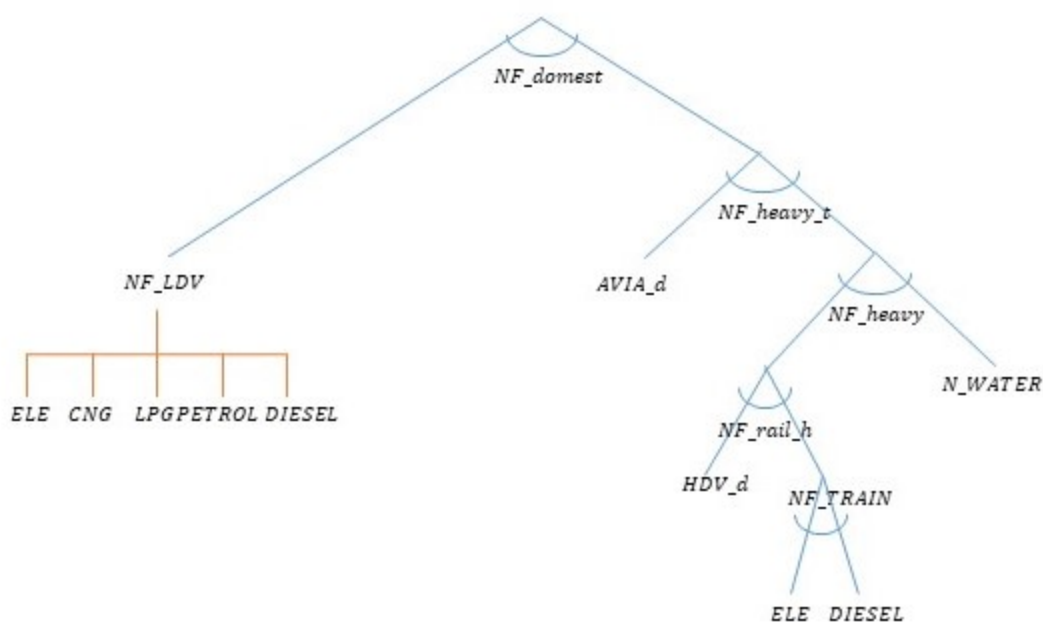 NF_domest
NF_heavy_t
NF_LDV
AVIA_d
NF_heavy
N_WATER
ELE CNG LPG PETROL DIESEL
NF_rail_h
HDV_d
NF_TRAIN
ELE DIESEL